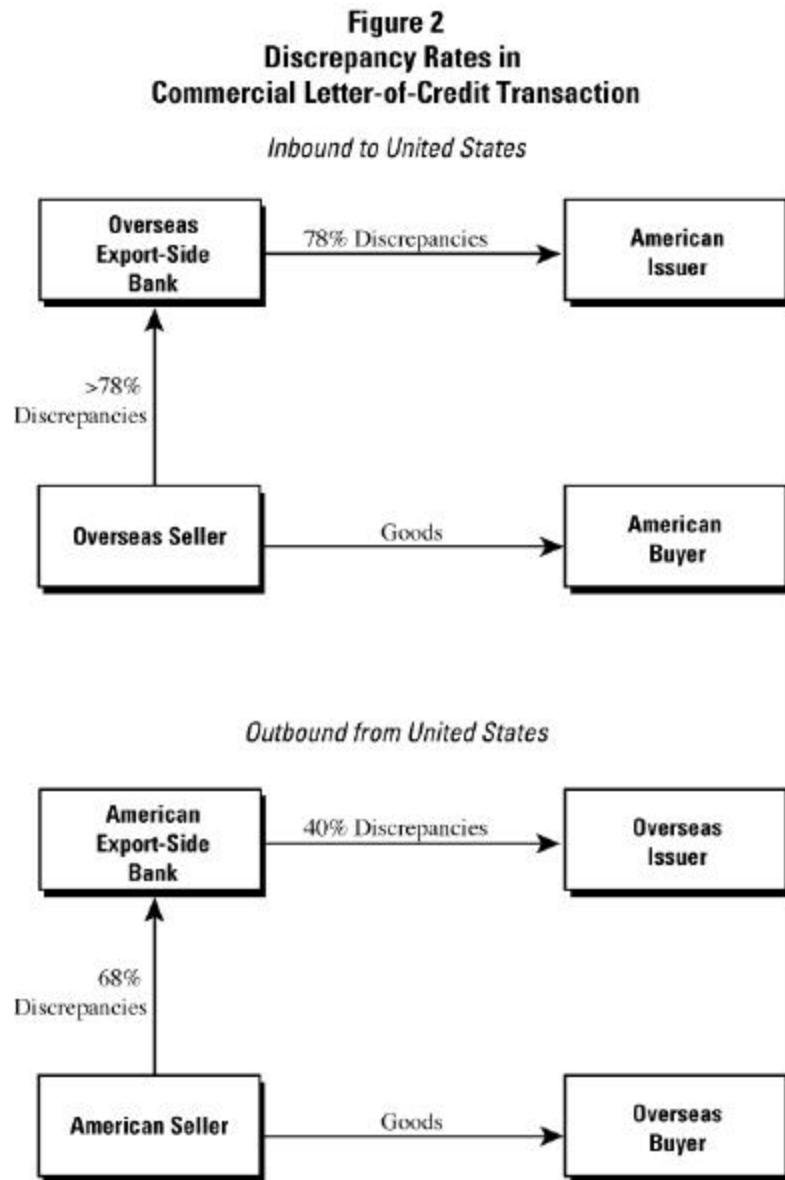 Figure 2
Discrepancy Rates in
Commercial Letter-of-Credit Transaction
Inbound to United States
Overseas
Export-Side
Bank
78% Discrepancies
American
Issuer
>78%
Discrepancies
Overseas Seller
Goods
American
Buyer
Outbound from United States
American
Export-Side
Bank
40% Discrepancies
Overseas
Issuer
68%
Discrepancies
American Seller
Goods
Overseas
Buyer